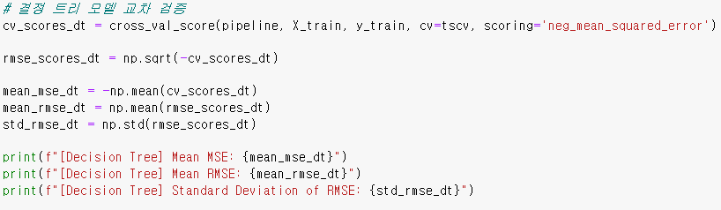 # 결정 트리 모델 교차 검증
cv_scores_dt = cross_val_score(pipeline, X_train, y_train, cv=tscv, scoring='neg_mean_squared_error')
rmse_scores_dt = np.sqrt(-cv_scores_dt)
mean_mse_dt = -np.mean(cv_scores_dt)
mean_rmse_dt = np.mean(rmse_scores_dt)
std_rmse_dt = np.std(rmse_scores_dt)
print(f"[Decision Tree] Mean MSE: {mean_mse_dt}")
print(f"[Decision Tree] Mean RMSE: {mean_rmse_dt}")
print(f"[Decision Tree] Standard Deviation of RMSE: {std_rmse_dt}")